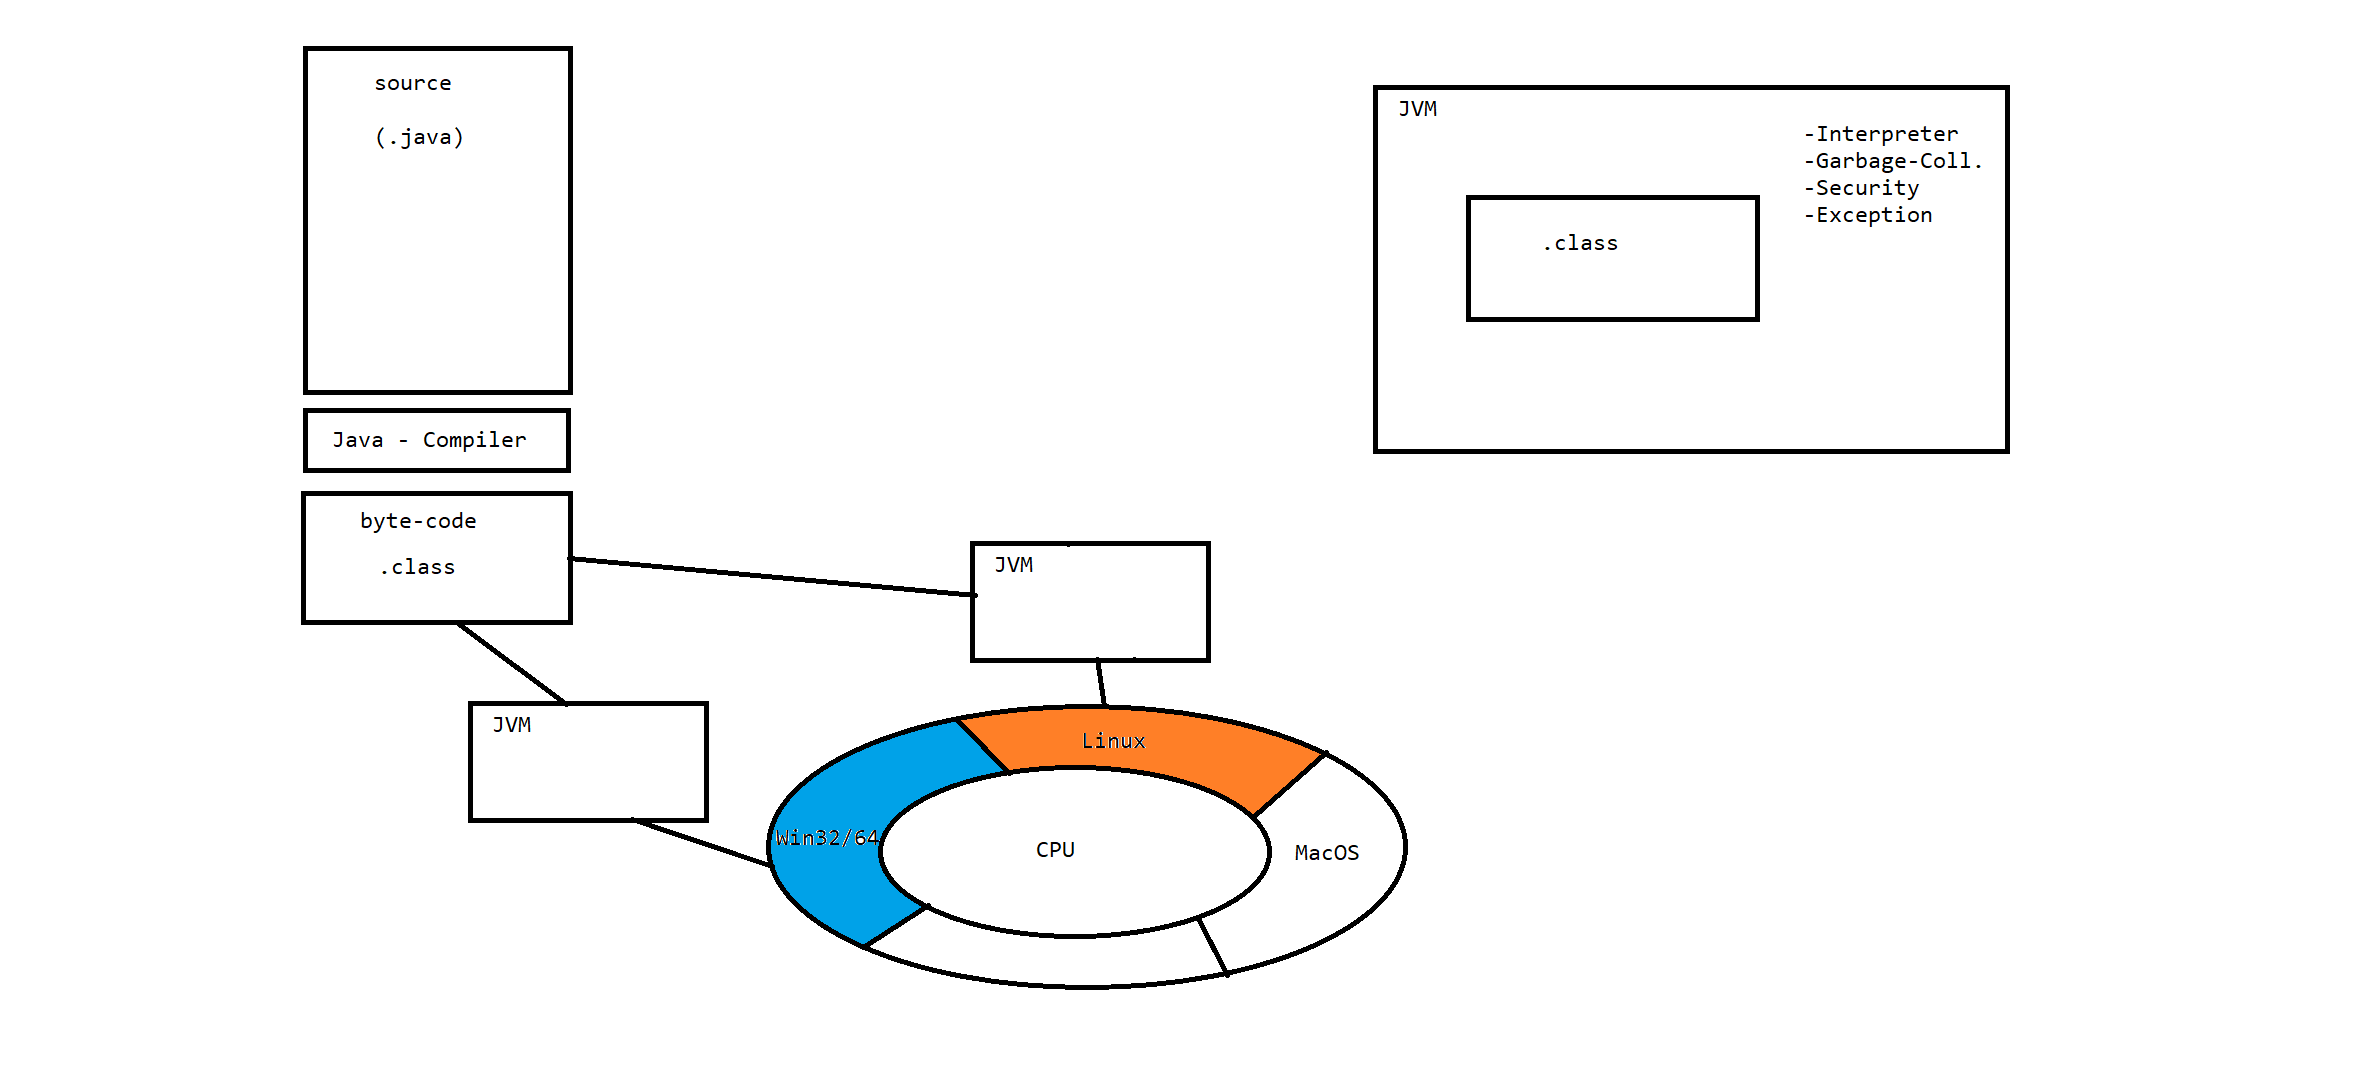 source
(.java)
Java - Compiler
byte-code
.class
JVM
JVM
Linux
Win32/64
CPU
MacOS
JVM
-Interpreter
-Garbage-Coll.
-Security
-Exception
.class